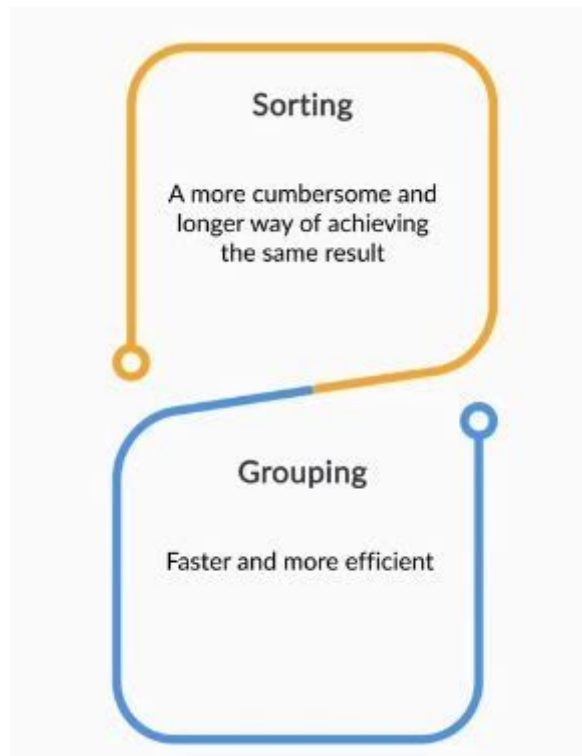 Sorting
A more cumbersome and
longer way of achieving
the same result
Grouping
Faster and more efficient